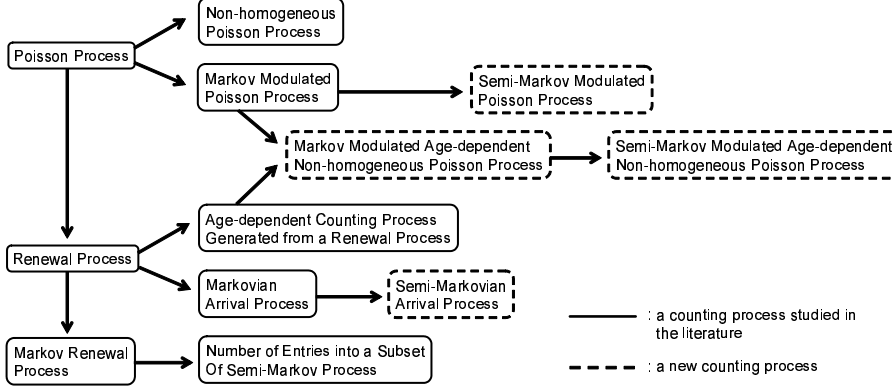 Non-homogeneous
Poisson Process
Poisson Process
Markov Modulated
Poisson Process
Semi-Markov Modulated
Poisson Process
Markov Modulated Age-dependent
Non-homogeneous Poisson Process
Semi-Markov Modulated Age-dependent
Non-homogeneous Poisson Process
Age-dependent Counting Process
Generated from a Renewal Process
Renewal Process
Markovian
Arrival Process
Semi-Markovian
Arrival Process
Markov Renewal
Process
Number of Entries into a Subset
Of Semi-Markov Process
: a counting process studied in
the literature
: a new counting process